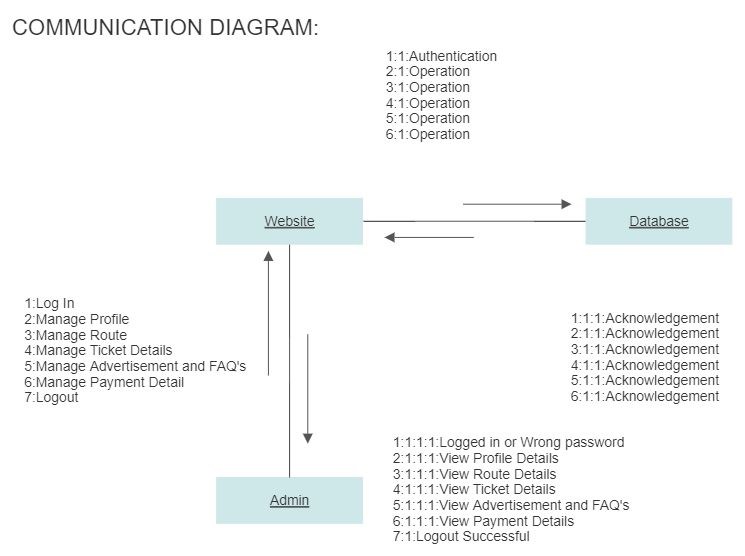 COMMUNICATION DIAGRAM:
1:1:Authentication
2:1:Operation
3:1:Operation
4:1:Operation
5:1:Operation
6:1:Operation
Website
Database
1:Log In
2:Manage Profile
3:Manage Route
4:Manage Ticket Details
5:Manage Advertisement and FAQ's
6:Manage Payment Detail
7:Logout
1:1:1:Acknowledgement
2:1:1:Acknowledgement
3:1:1:Acknowledgement
4:1:1:Acknowledgement
5:1:1:Acknowledgement
6:1:1:Acknowledgement
1:1:1:1:Logged in or Wrong password
2:1:1:1:View Profile Details
3:1:1:1:View Route Details
4:1:1:1:View Ticket Details
5:1:1:1:View Advertisement and FAQ's
6:1:1:1:View Payment Details
7:1:Logout Successful
Admin